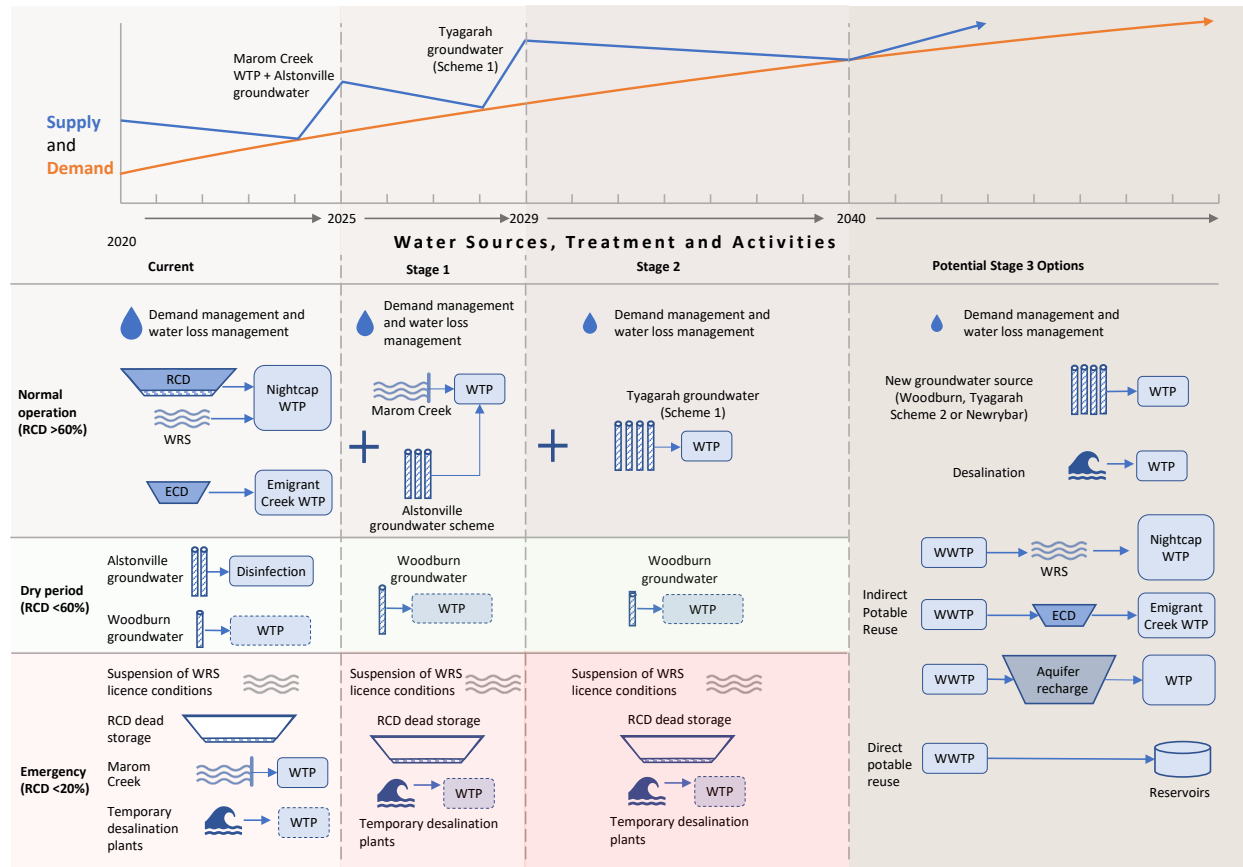 Marom Creek
WTP + Alstonville
groundwater
Tyagarah
groundwater
(Scheme 1)
Supply
and
Demand
2020
2025
2029
2040
Water Sources, Treatment and Activities
Current
Stage 1
Stage 2
Potential Stage 3 Options
Normal
operation
(RCD >60%)
Demand management and
water loss management
RCD
Nightcap
WTP
WRS
ECD
Emigrant
Creek WTP
Demand management
and water loss
management
WTP
Marom Creek
Alstonville
groundwater scheme
Demand management and
water loss management
Tyagarah groundwater
(Scheme 1)
WTP
Demand management and
water loss management
New groundwater source
(Woodburn, Tyagarah
Scheme 2 or Newrybar)
WTP
Desalination
WTP
Dry period
(RCD <60%)
Alstonville
groundwater
Disinfection
Woodburn
groundwater
WTP
Woodburn
groundwater
WTP
Woodburn
groundwater
WTP
Indirect
Potable
Reuse
WWTP
WRS
Nightcap
WTP
WWTP
ECD
Emigrant
Creek WTP
WWTP
Aquifer
recharge
WTP
Emergency
(RCD <20%)
Suspension of WRS
licence conditions
RCD dead
storage
Marom
Creek
WTP
Temporary
desalination
plants
WTP
Suspension of WRS
licence conditions
RCD dead storage
WTP
Temporary desalination
plants
Suspension of WRS
licence conditions
RCD dead storage
WTP
Temporary desalination
plants
Direct
potable
reuse
WWTP
Reservoirs